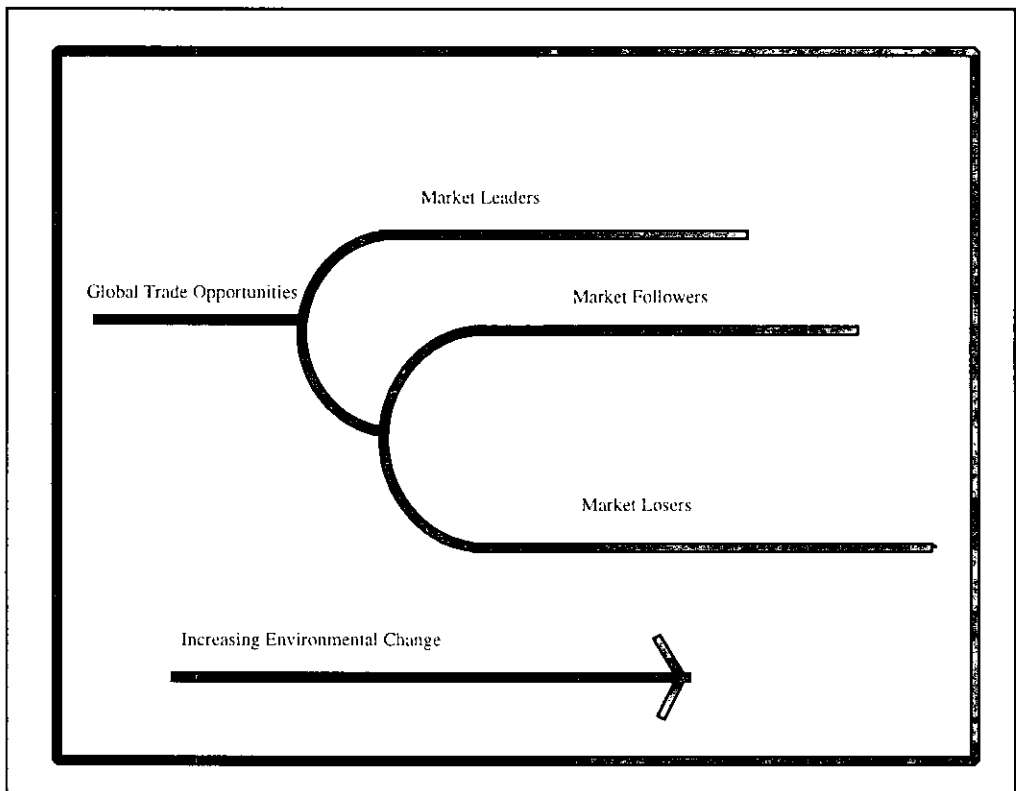 Market Leaders
Global Trade Opportunities
Market Followers
Market Losers
Increasing Environmental Change